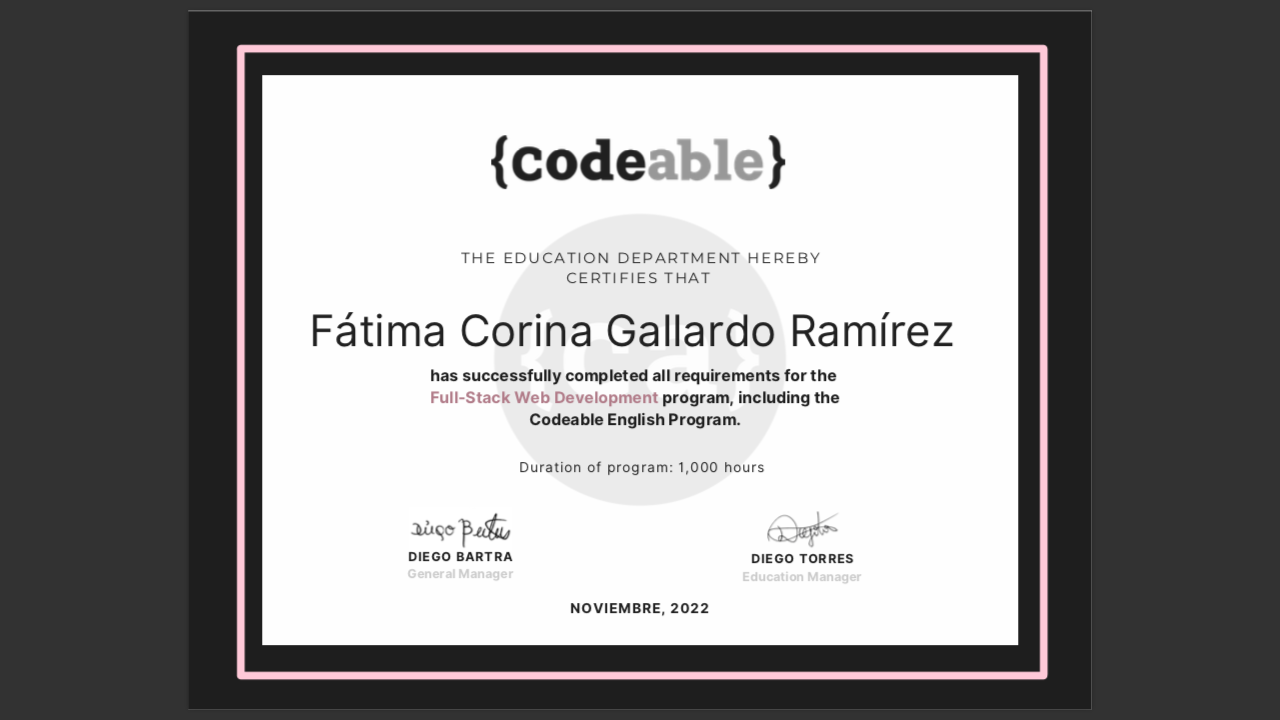 {codeable}
THE EDUCATION DEPARTMENT HEREBY
CERTIFIES THAT
Fátima Corina Gallardo Ramírez
has successfully completed all requirements for the
Full-Stack Web Development program, including the
Codeable English Program.
{Ca}
Duration of program: 1,000 hours
DIEGO BARTRA
General Manager
DIEGO TORRES
Education Manager
NOVIEMBRE, 2022